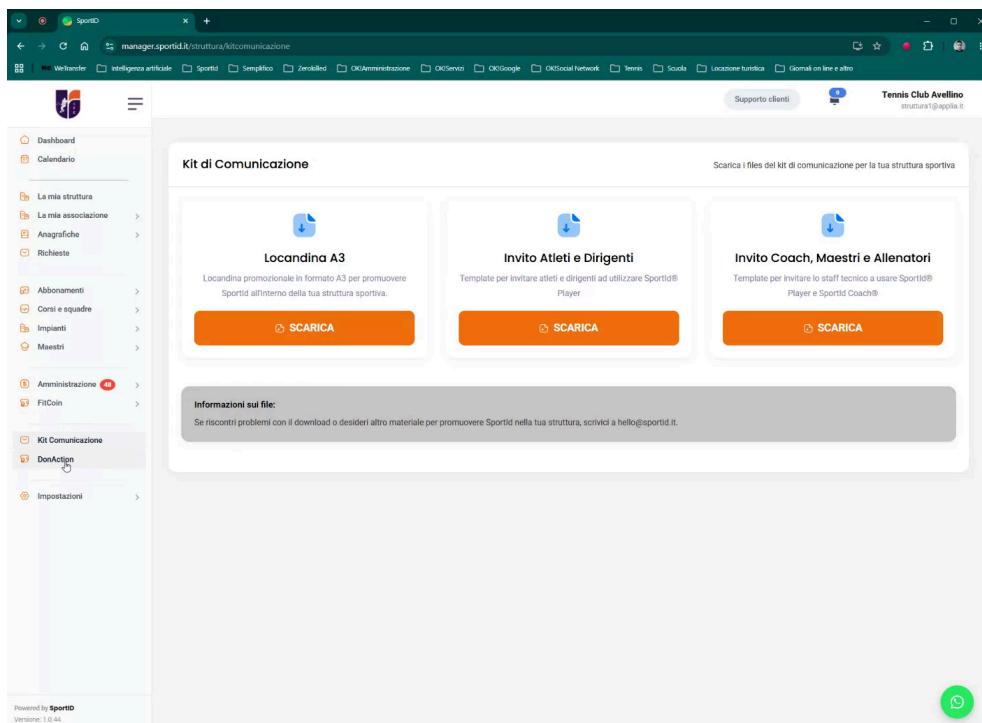 SportID
manager.sportid.it/struttura/kitcomunicazione
WeTransfer Intelligenza artificiale SportId Semplifico Zerokilled OK!Amministrazione OK!Servizi OK!Google OK!Social Network Tennis Scuola Locazione turistica Giornali on line e altro
Supporto clienti
0
Tennis Club Avellino
struttura1@applia.it
Dashboard
Calendario
La mia struttura
La mia associazione
Anagrafiche
Richieste
Abbonamenti
Corsi e squadre
Impianti
Maestri
Amministrazione 48
FitCoin
Kit Comunicazione
DonAction
Impostazioni
Powered by SportID
Versione: 1.0.44
Kit di Comunicazione
Scarica i files del kit di comunicazione per la tua struttura sportiva
Locandina A3
Locandina promozionale in formato A3 per promuovere
SportId all'interno della tua struttura sportiva.
SCARICA
Invito Atleti e Dirigenti
Template per invitare atleti e dirigenti ad utilizzare SportId®
Player
SCARICA
Invito Coach, Maestri e Allenatori
Template per invitare lo staff tecnico a usare SportId®
Player e SportId Coach®
SCARICA
Informazioni sui file:
Se riscontri problemi con il download o desideri altro materiale per promuovere SportId nella tua struttura, scrivici a hello@sportid.it.